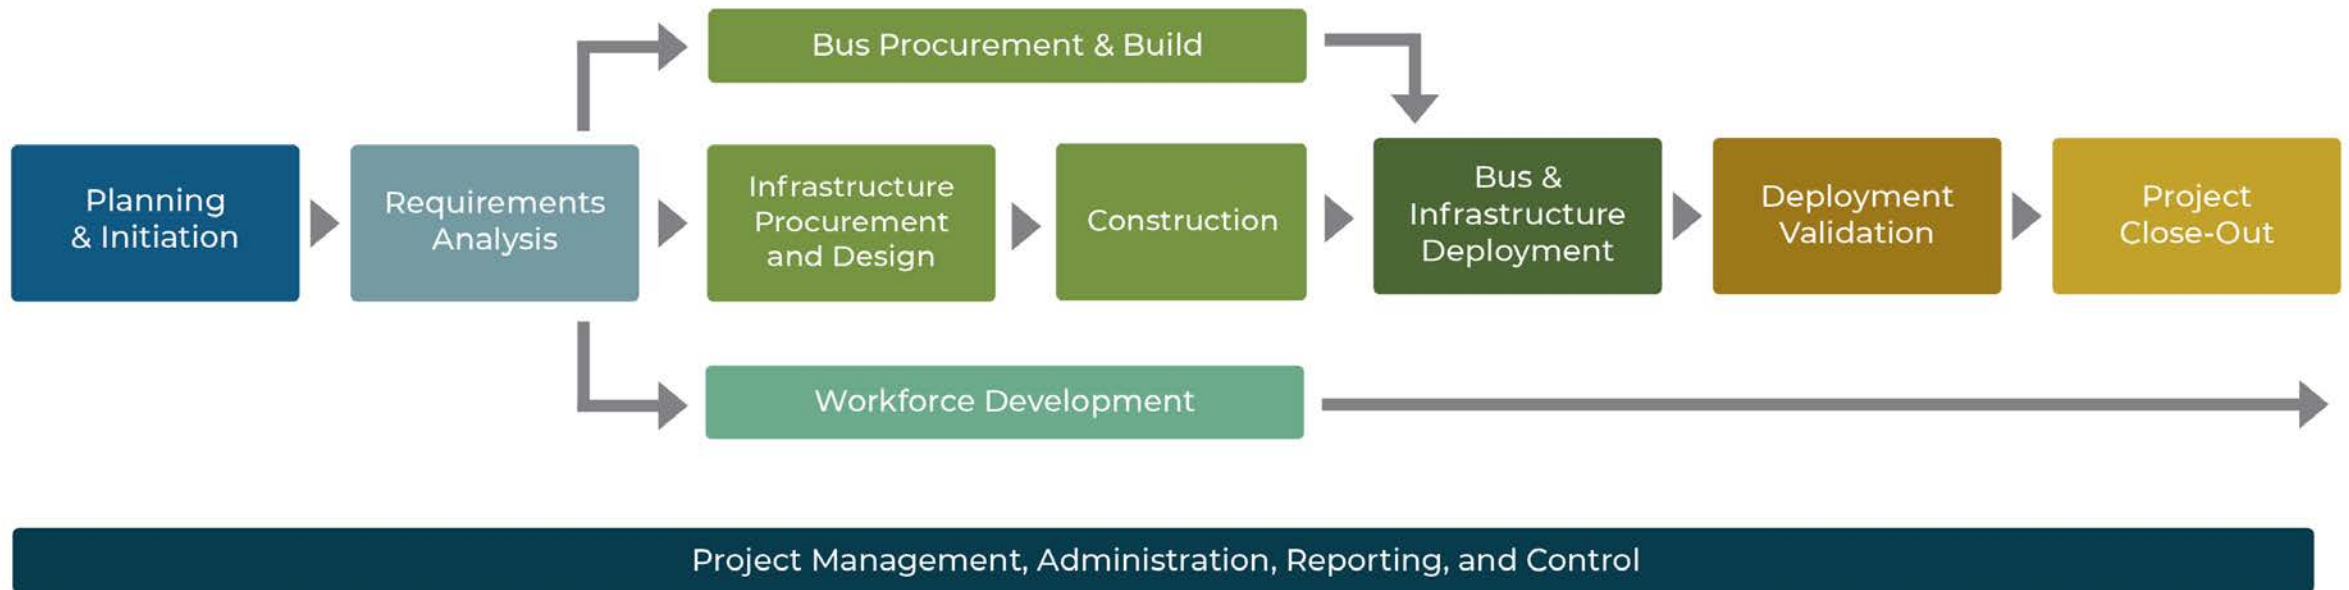 Bus Procurement & Build
Planning
& Initiation
Requirements
Analysis
Infrastructure
Procurement
and Design
Construction
Bus &
Infrastructure
Deployment
Deployment
Validation
Project
Close-Out
Workforce Development
Project Management, Administration, Reporting, and Control